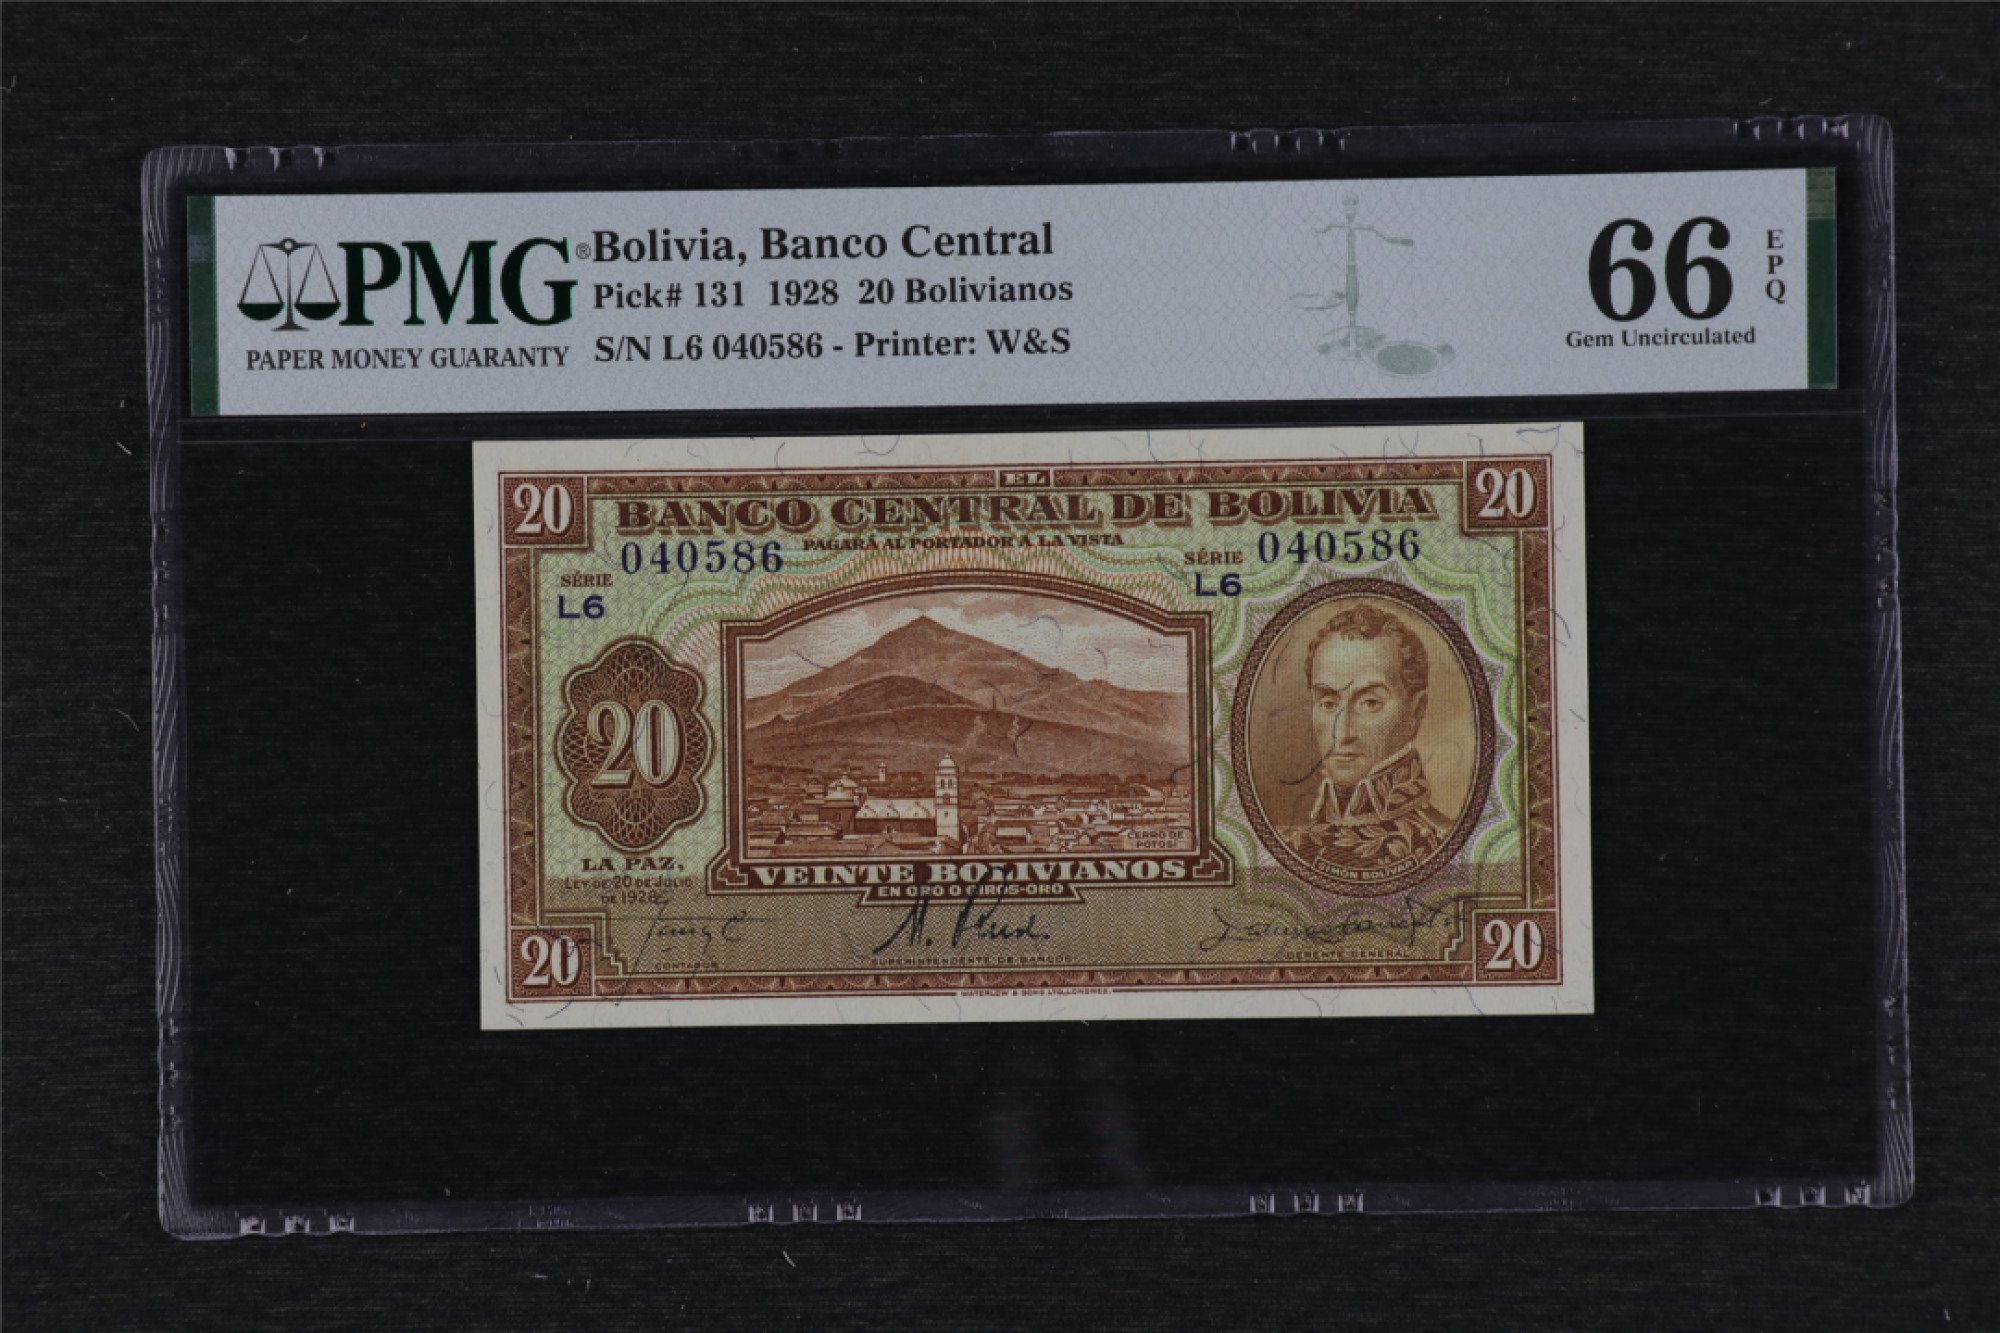 PMG®
PAPER MONEY GUARANTY
Bolivia, Banco Central
Pick# 131 1928 20 Bolivianos
S/N L6 040586 - Printer: W&S
66
EPQ
Gem Uncirculated
20
EL
20
BANCO CENTRAL DE BOLIVIA
PAGARÁ AL PORTADOR A LA VISTA
SÉRIE 040586
L6
SÉRIE 040586
L6
20
CERRO DE
POTOSI
SIMON BOLIVAR
LA PAZ,
LEY DE 20 DE JULIO
DE 1928
VEINTE BOLIVIANOS
EN ORO O GIROS-ORO
CONTADOR
SUPERINTENDENTE DE BANCOS
GERENTE GENERAL
20
20
WATERLOW & SONS LTD. LONDRES.